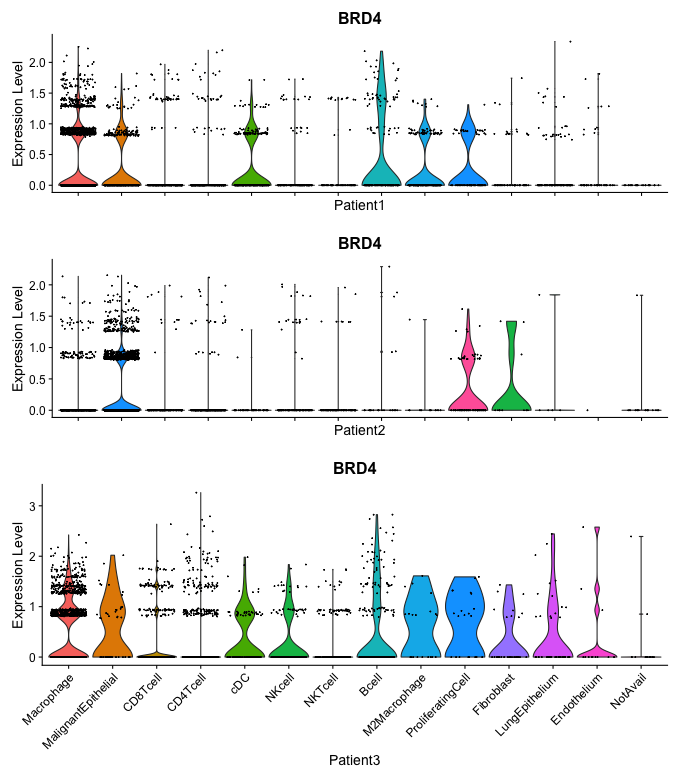 BRD4
Expression Level
2.0
1.5
1.0
0.5
0.0
Patient1
BRD4
Expression Level
2.0
1.5
1.0
0.5
0.0
Patient2
BRD4
Expression Level
3
2
1
0
Macrophage
MalignantEpithelial
CD8Tcell
CD4Tcell
cDC
NKcell
NKTcell
Bcell
M2Macrophage
ProliferatingCell
Fibroblast
LungEpithelium
Endothelium
NotAvail
Patient3